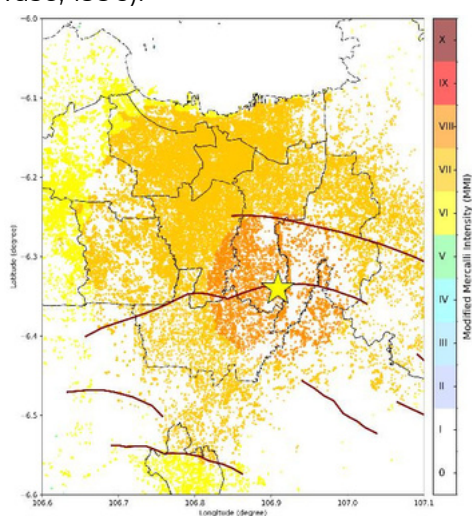 −6.0
−6.1
−6.2
−6.3
−6.4
−6.5
−6.6
Latitude (degree)
106.6 106.7 106.8 106.9 107.0 107.1
Longitude (degree)
X
IX
VIII
VII
VI
V
IV
III
II
I
0
Modified Mercalli Intensity (MMI)